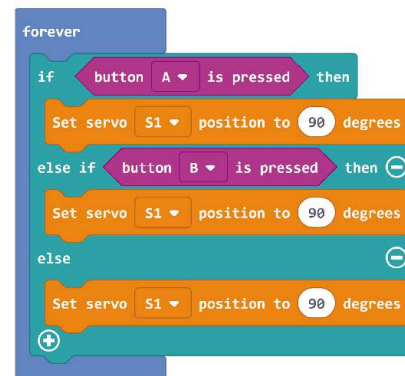 forever
if button A is pressed then
Set servo S1 position to 90 degrees
else if button B is pressed then
Set servo S1 position to 90 degrees
else
Set servo S1 position to 90 degrees